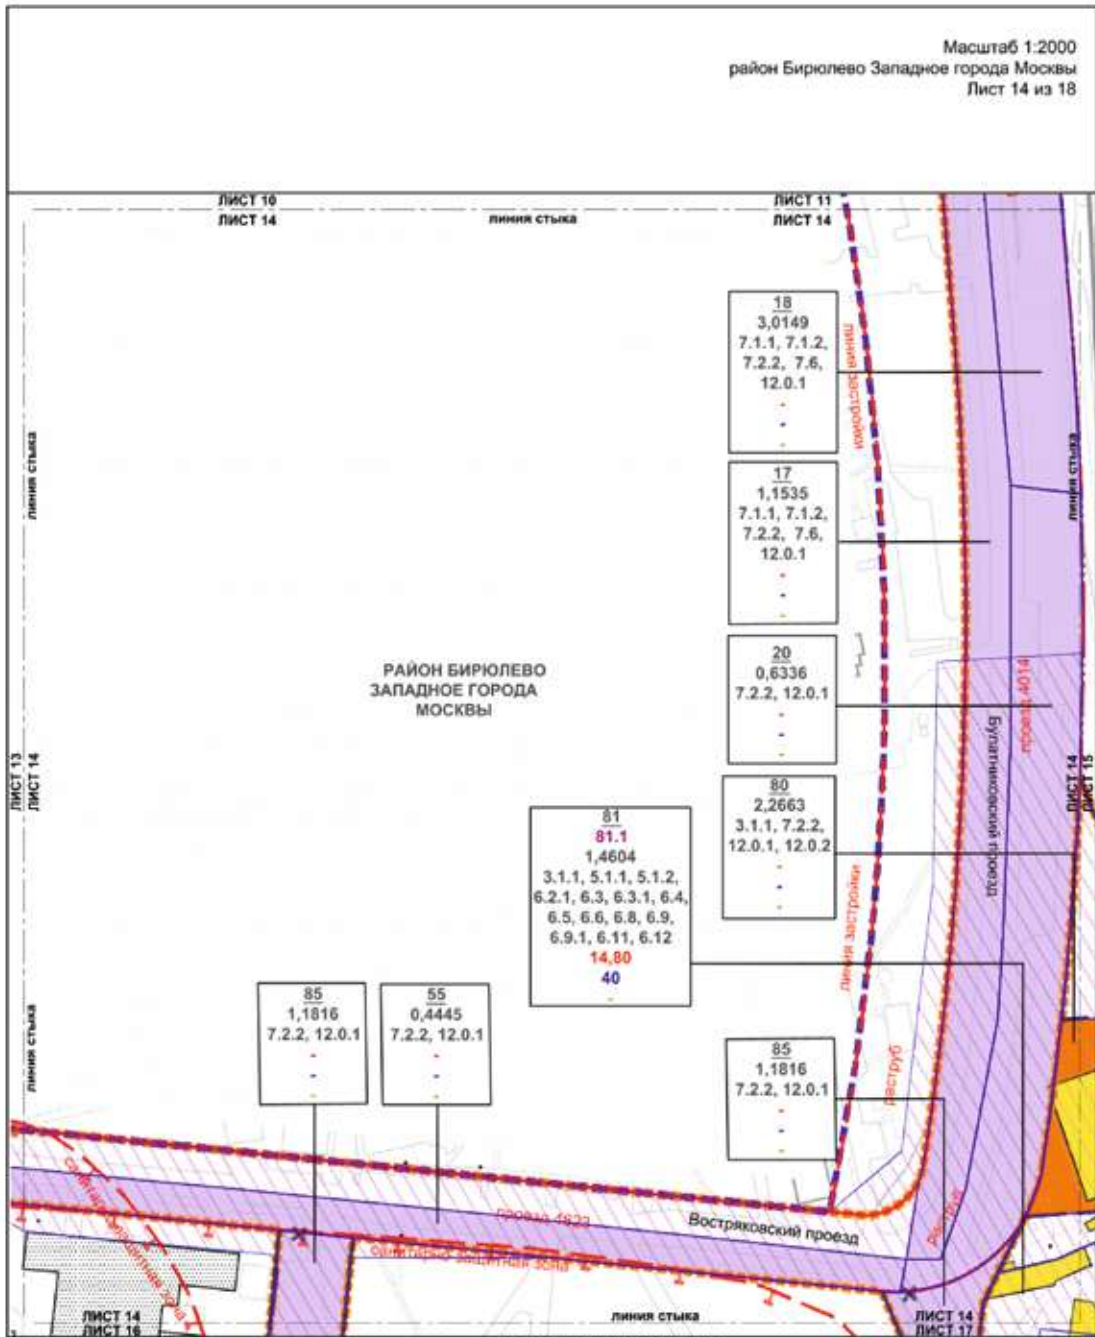 Масштаб 1:2000
район Бирюлево Западное города Москвы
Лист 14 из 18
ЛИСТ 10
ЛИСТ 14
линия стыка
ЛИСТ 11
ЛИСТ 14
18
3,0149
7.1.1, 7.1.2,
7.2.2, 7.6,
12.0.1
-
-
-
линия застройки
линия стыка
линия стыка
17
1,1535
7.1.1, 7.1.2,
7.2.2, 7.6,
12.0.1
-
-
-
20
0,6336
7.2.2, 12.0.1
-
-
-
РАЙОН БИРЮЛЕВО
ЗАПАДНОЕ ГОРОДА
МОСКВЫ
проезд 4014
Булатниковский проезд
ЛИСТ 13
ЛИСТ 14
ЛИСТ 14
ЛИСТ 15
80
2,2663
3.1.1, 7.2.2,
12.0.1, 12.0.2
-
-
-
81
81.1
1,4604
3.1.1, 5.1.1, 5.1.2,
6.2.1, 6.3, 6.3.1, 6.4,
6.5, 6.6, 6.8, 6.9,
6.9.1, 6.11, 6.12
14,80
40
-
Линия застройки
85
1,1816
7.2.2, 12.0.1
-
-
-
55
0,4445
7.2.2, 12.0.1
-
-
-
линия стыка
85
1,1816
7.2.2, 12.0.1
-
-
-
раструб
раструб
санитарно-защитная зона
проезд 4823
Востряковский проезд
санитарно-защитная зона
ЛИСТ 14
ЛИСТ 16
линия стыка
ЛИСТ 14
ЛИСТ 17